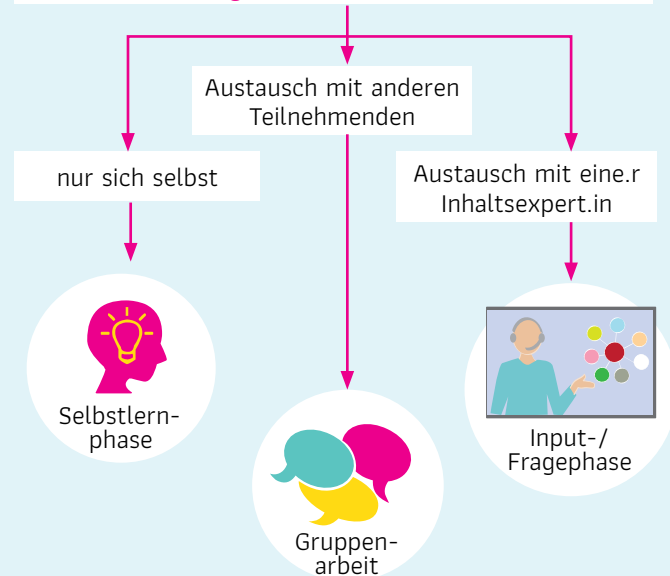 Austausch mit anderen
Teilnehmenden
nur sich selbst
Austausch mit eine.r
Inhaltsexpert.in
Selbstlern-
phase
Input-/
Fragephase
Gruppen-
arbeit